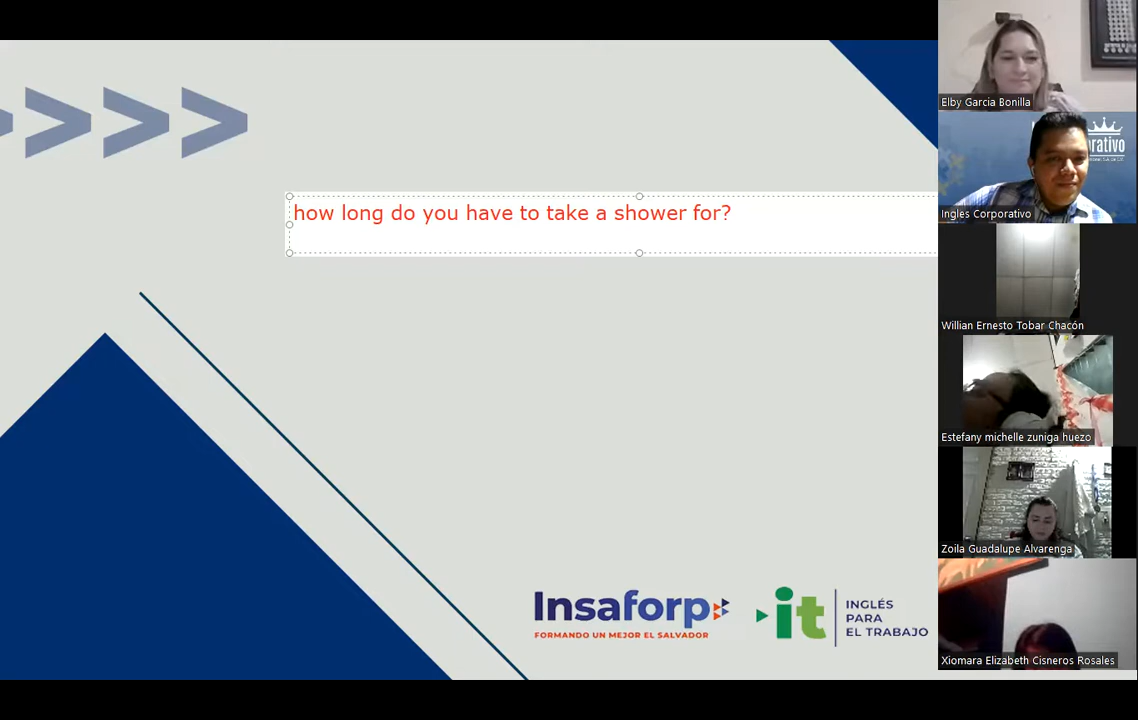 how long do you have to take a shower for?
Insaforp
FORMANDO UN MEJOR EL SALVADOR
it
INGLÉS
PARA
EL TRABAJO
Elby Garcia Bonilla
rativo
Ingles Corporativo
Willian Ernesto Tobar Chacón
Estefany michelle zuniga huezo
Zoila Guadalupe Alvarenga
Xiomara Elizabeth Cisneros Rosales